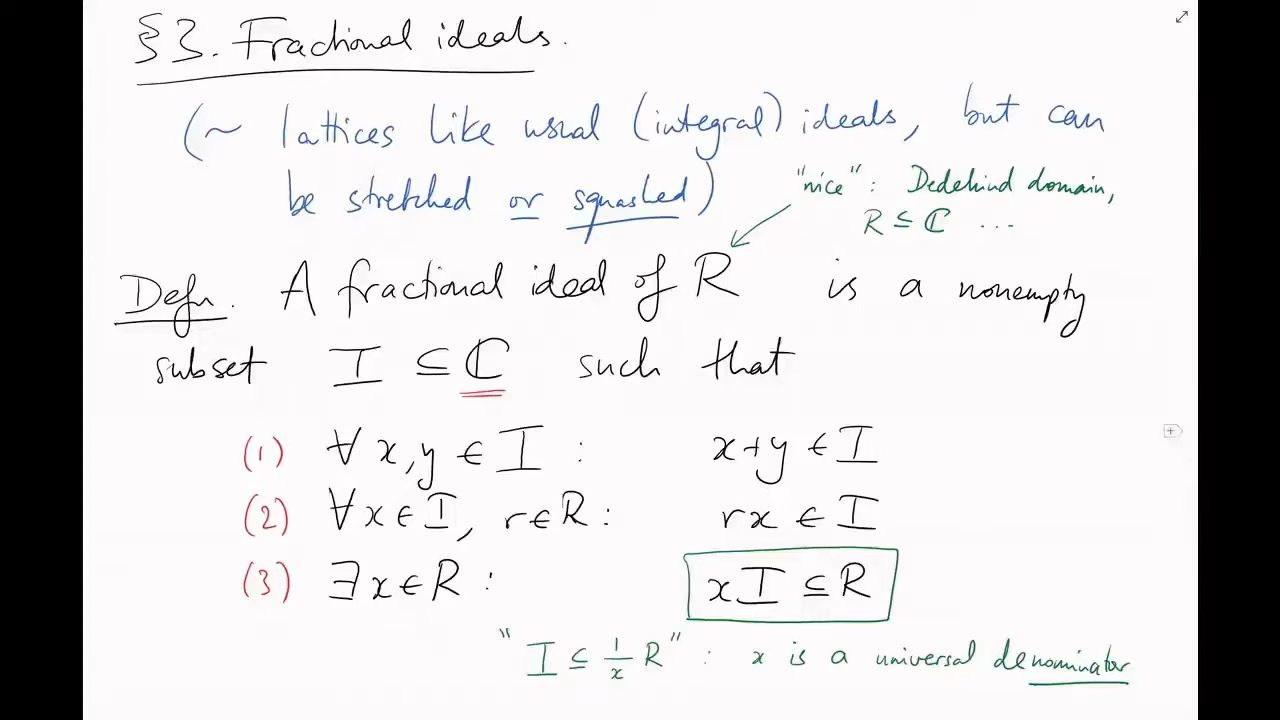 §3. Fractional ideals.
(~ lattices like usual (integral) ideals, but can
be stretched or squashed)
"nice": Dedekind domain,
R ⊆ ℂ ...
Defn. A fractional ideal of R is a nonempty
subset I ⊆ ℂ such that
(1) ∀ x, y ∈ I : x+y ∈ I
(2) ∀ x ∈ I, r ∈ R : rx ∈ I
(3) ∃ x ∈ R : xI ⊆ R
"I ⊆ 1/x R" : x is a universal denominator